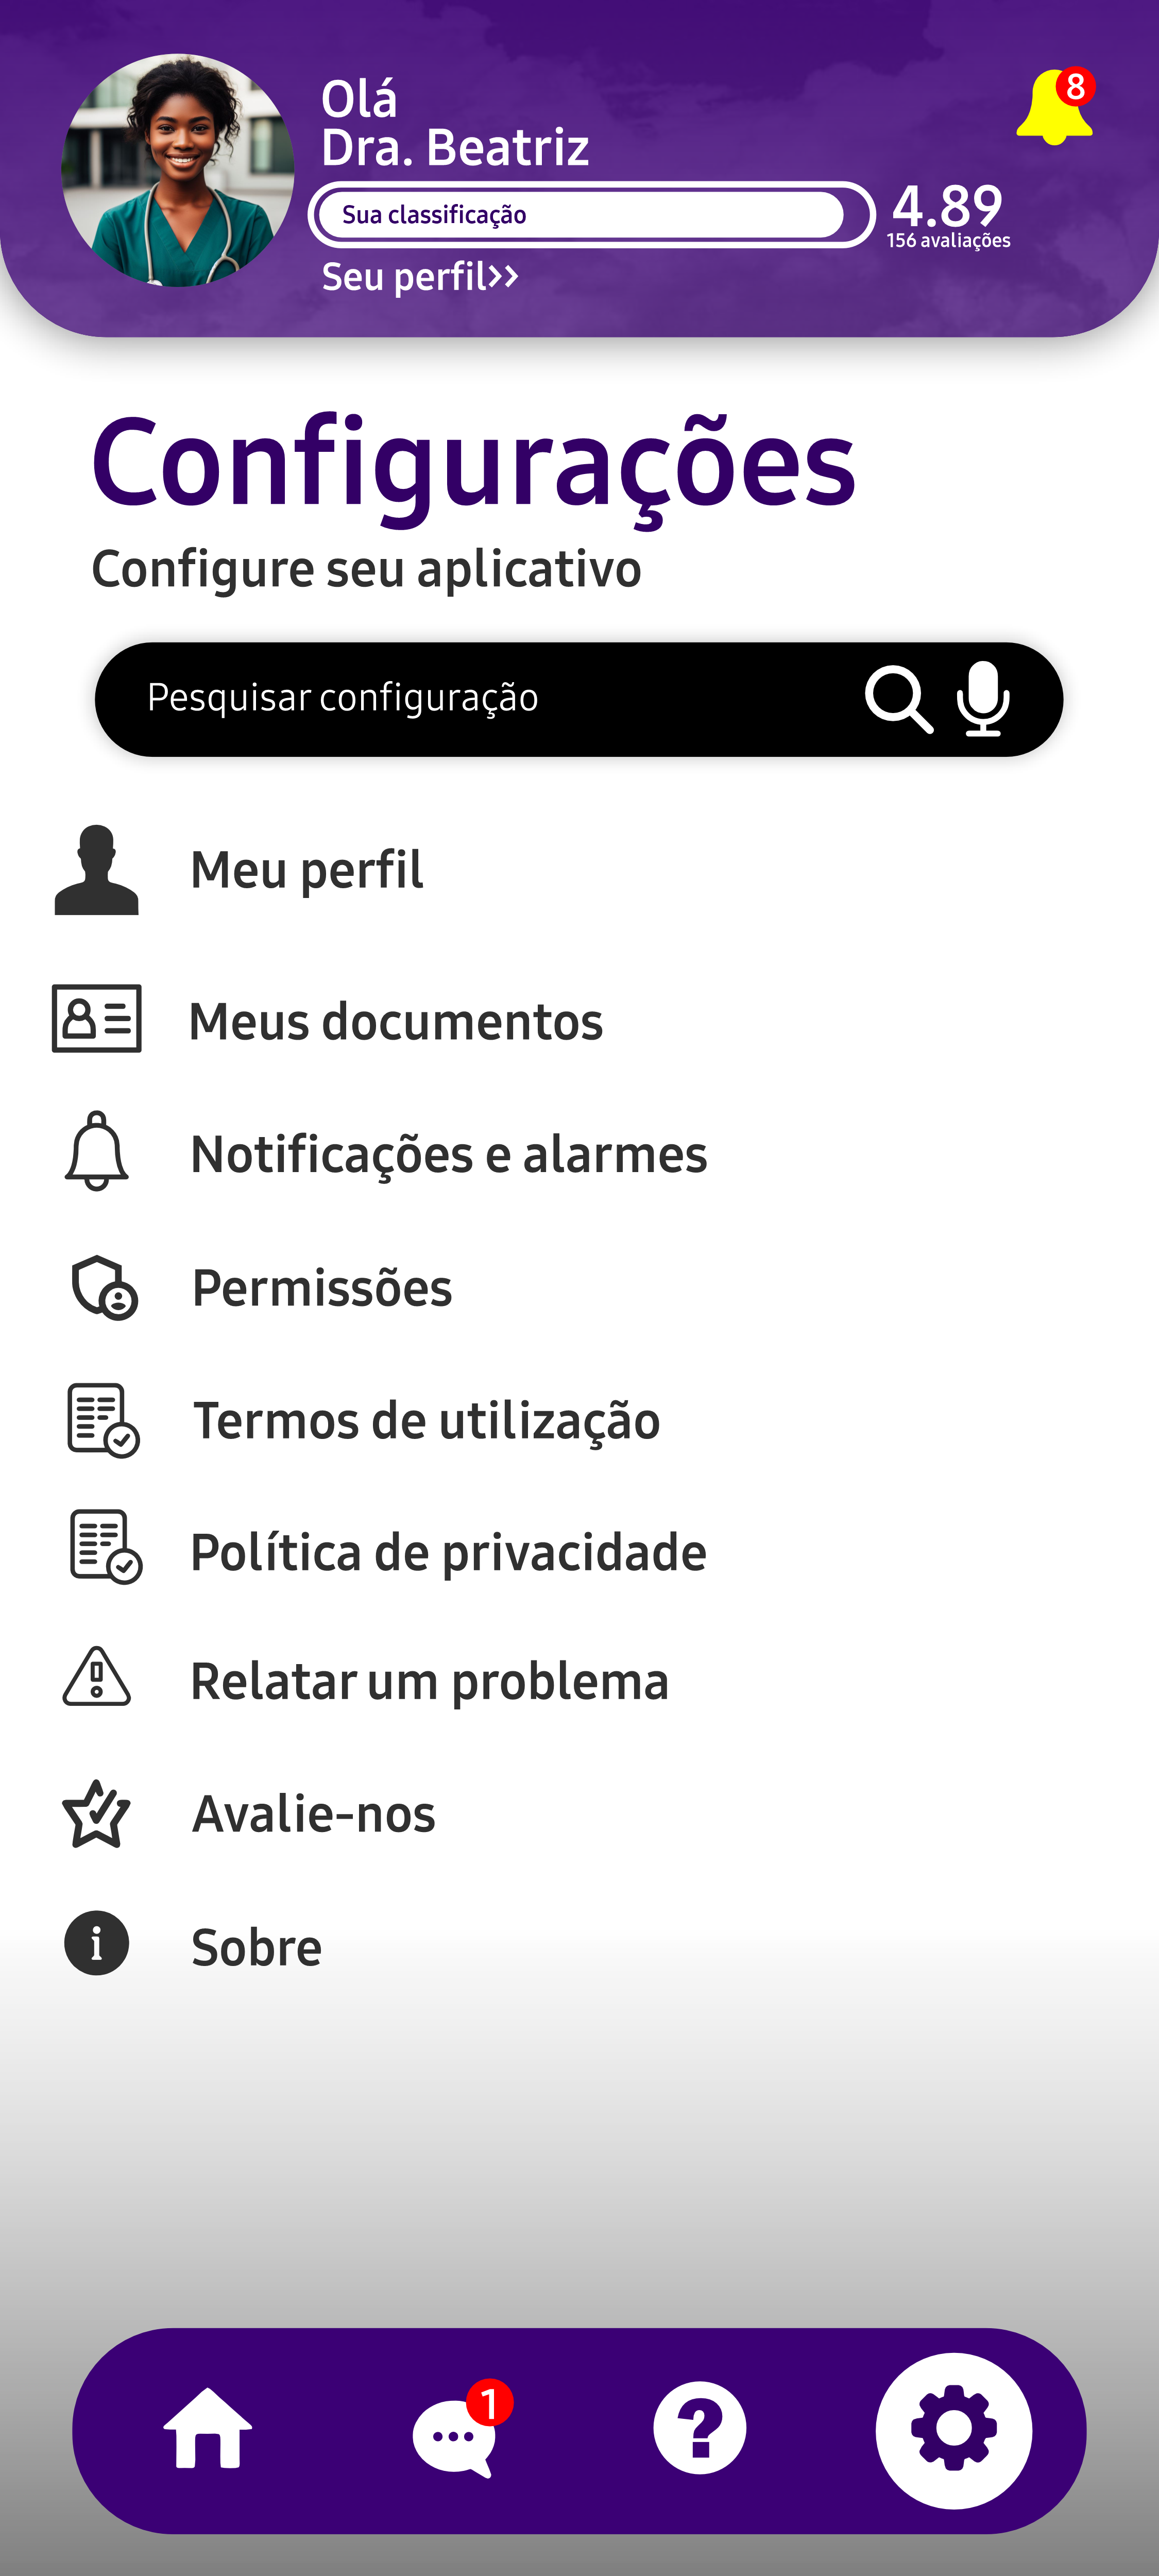 Olá
8
Dra. Beatriz
Sua classificação
4.89
156 avaliações
Seu perfil>>
Configurações
Configure seu aplicativo
Pesquisar configuração
Meu perfil
Meus documentos
Notificações e alarmes
Permissões
Termos de utilização
Política de privacidade
Relatar um problema
Avalie-nos
Sobre
1